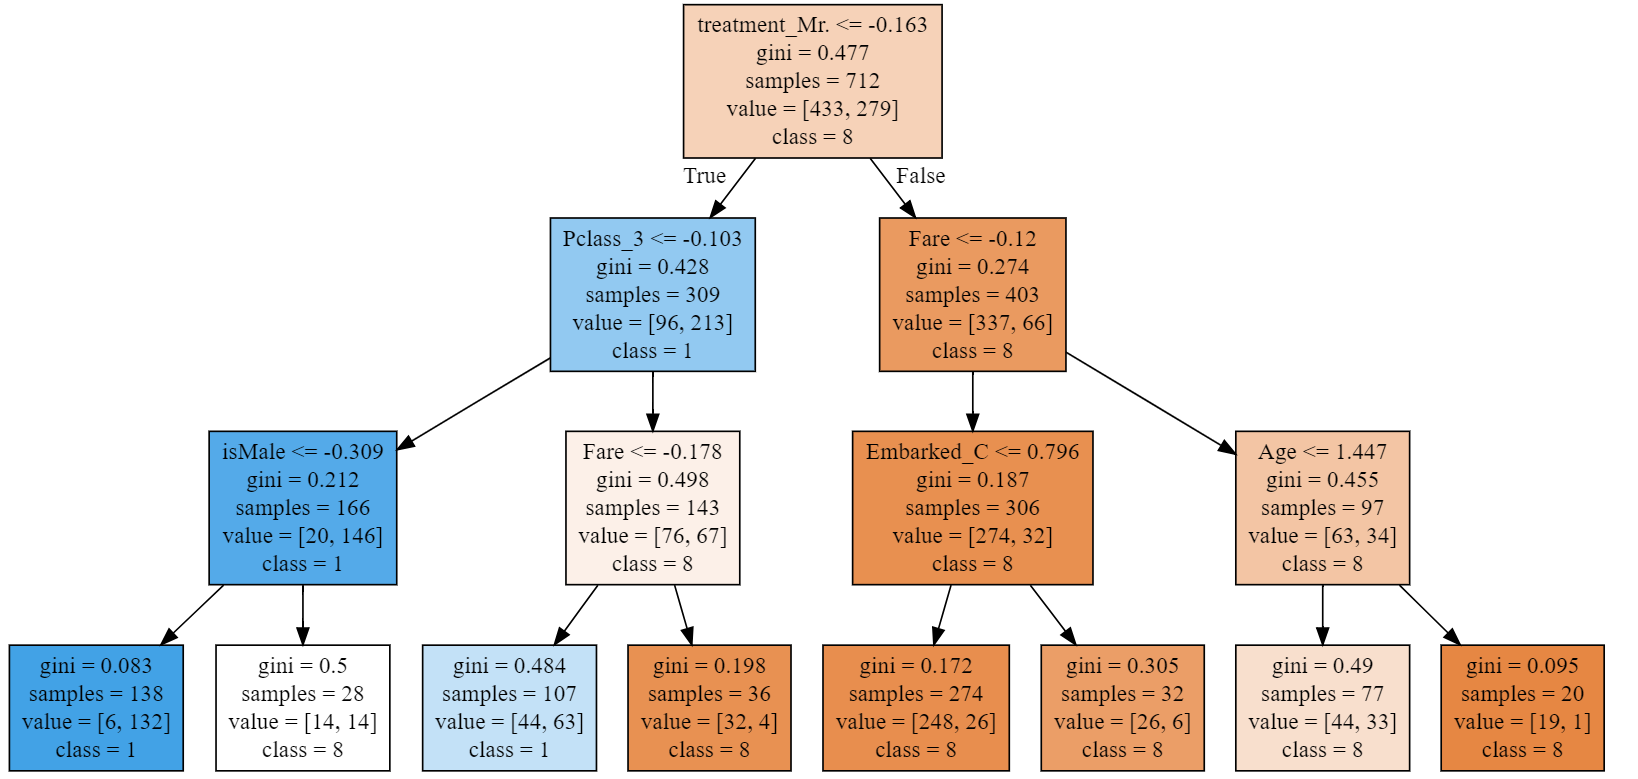 treatment_Mr. <= -0.163
gini = 0.477
samples = 712
value = [433, 279]
class = 8
True
False
Pclass_3 <= -0.103
gini = 0.428
samples = 309
value = [96, 213]
class = 1
Fare <= -0.12
gini = 0.274
samples = 403
value = [337, 66]
class = 8
isMale <= -0.309
gini = 0.212
samples = 166
value = [20, 146]
class = 1
Fare <= -0.178
gini = 0.498
samples = 143
value = [76, 67]
class = 8
Embarked_C <= 0.796
gini = 0.187
samples = 306
value = [274, 32]
class = 8
Age <= 1.447
gini = 0.455
samples = 97
value = [63, 34]
class = 8
gini = 0.083
samples = 138
value = [6, 132]
class = 1
gini = 0.5
samples = 28
value = [14, 14]
class = 8
gini = 0.484
samples = 107
value = [44, 63]
class = 1
gini = 0.198
samples = 36
value = [32, 4]
class = 8
gini = 0.172
samples = 274
value = [248, 26]
class = 8
gini = 0.305
samples = 32
value = [26, 6]
class = 8
gini = 0.49
samples = 77
value = [44, 33]
class = 8
gini = 0.095
samples = 20
value = [19, 1]
class = 8